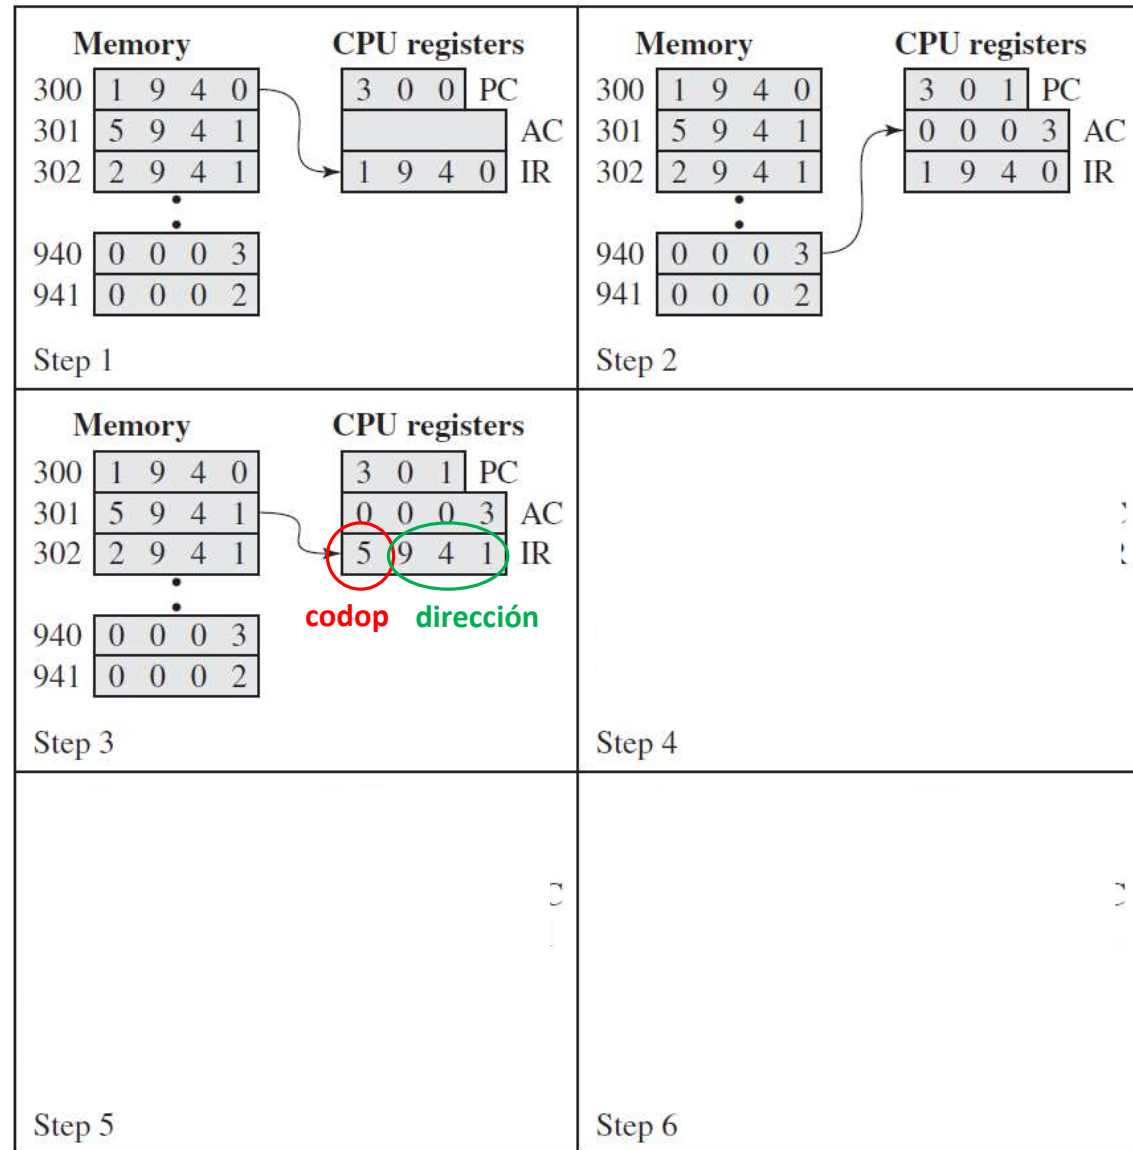 Memory CPU registers
300 1 9 4 0 3 0 0 PC
301 5 9 4 1 AC
302 2 9 4 1 1 9 4 0 IR
940 0 0 0 3
941 0 0 0 2
Step 1
Memory CPU registers
300 1 9 4 0 3 0 1 PC
301 5 9 4 1 0 0 0 3 AC
302 2 9 4 1 1 9 4 0 IR
940 0 0 0 3
941 0 0 0 2
Step 2
Memory CPU registers
300 1 9 4 0 3 0 1 PC
301 5 9 4 1 0 0 0 3 AC
302 2 9 4 1 5 9 4 1 IR
codop dirección
940 0 0 0 3
941 0 0 0 2
Step 3
Step 4
Step 5
Step 6